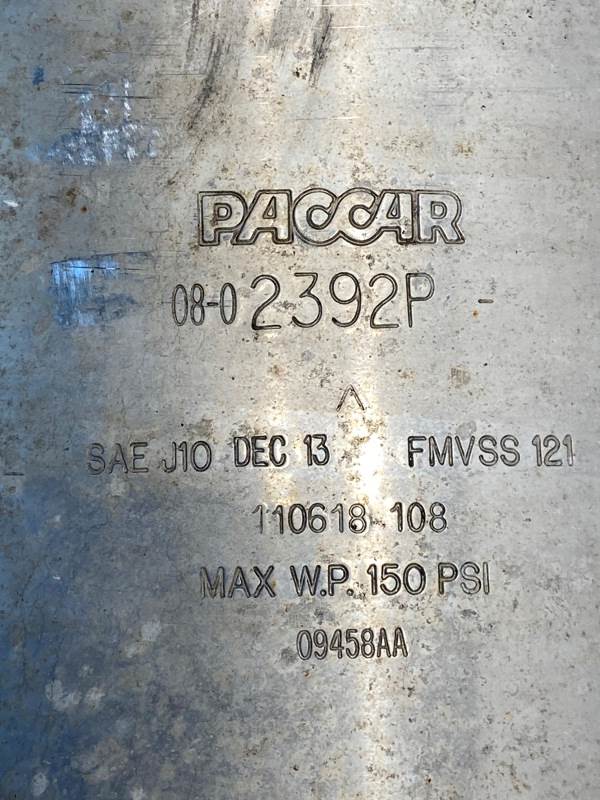 PACCAR
08-02392P -
^
SAE J10 DEC 13 FMVSS 121
110618 108
MAX W.P. 150 PSI
09458AA